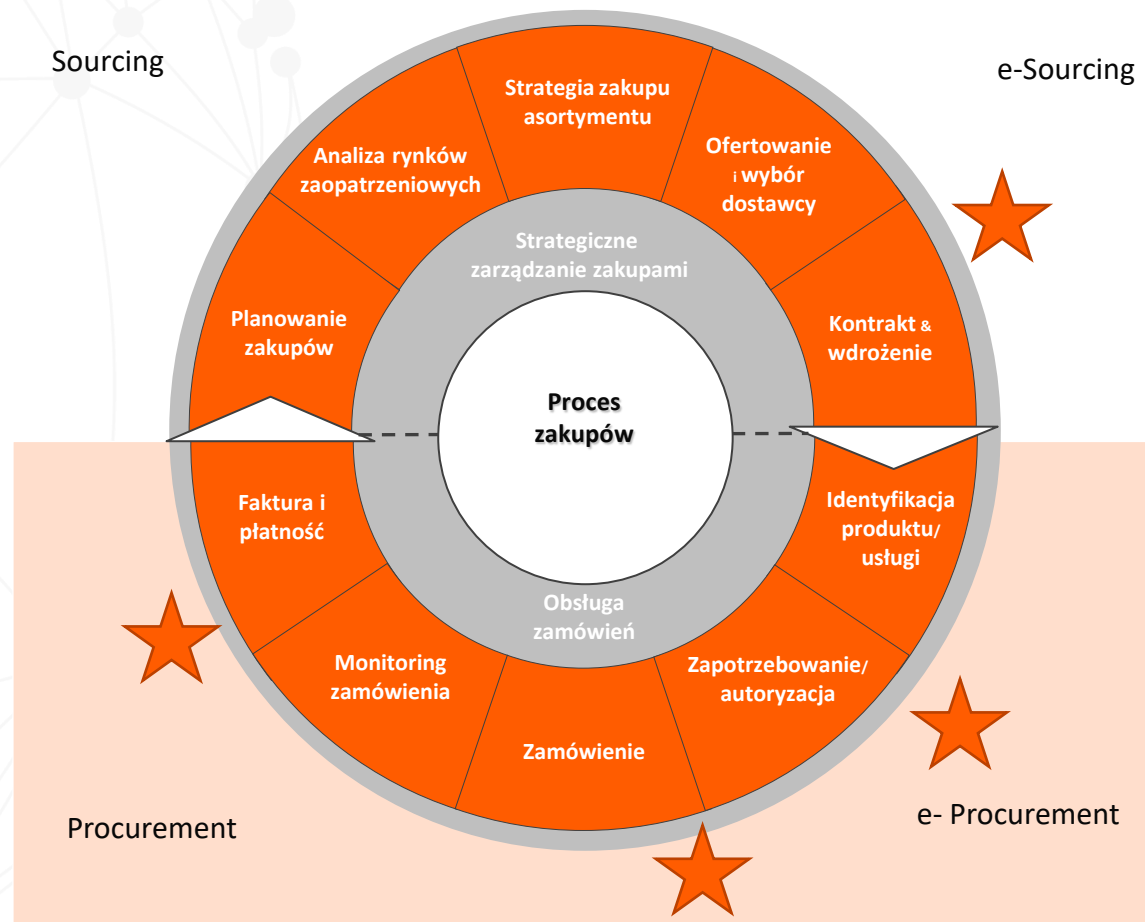 Sourcing
e-Sourcing
Strategia zakupu
asortymentu
Analiza rynków
zaopatrzeniowych
Ofertowanie
i wybór
dostawcy
Strategiczne
zarządzanie zakupami
Planowanie
zakupów
Kontrakt &
wdrożenie
Proces
zakupów
Faktura i
płatność
Identyfikacja
produktu/
usługi
Obsługa
zamówień
Monitoring
zamówienia
Zapotrzebowanie/
autoryzacja
Zamówienie
Procurement
e- Procurement